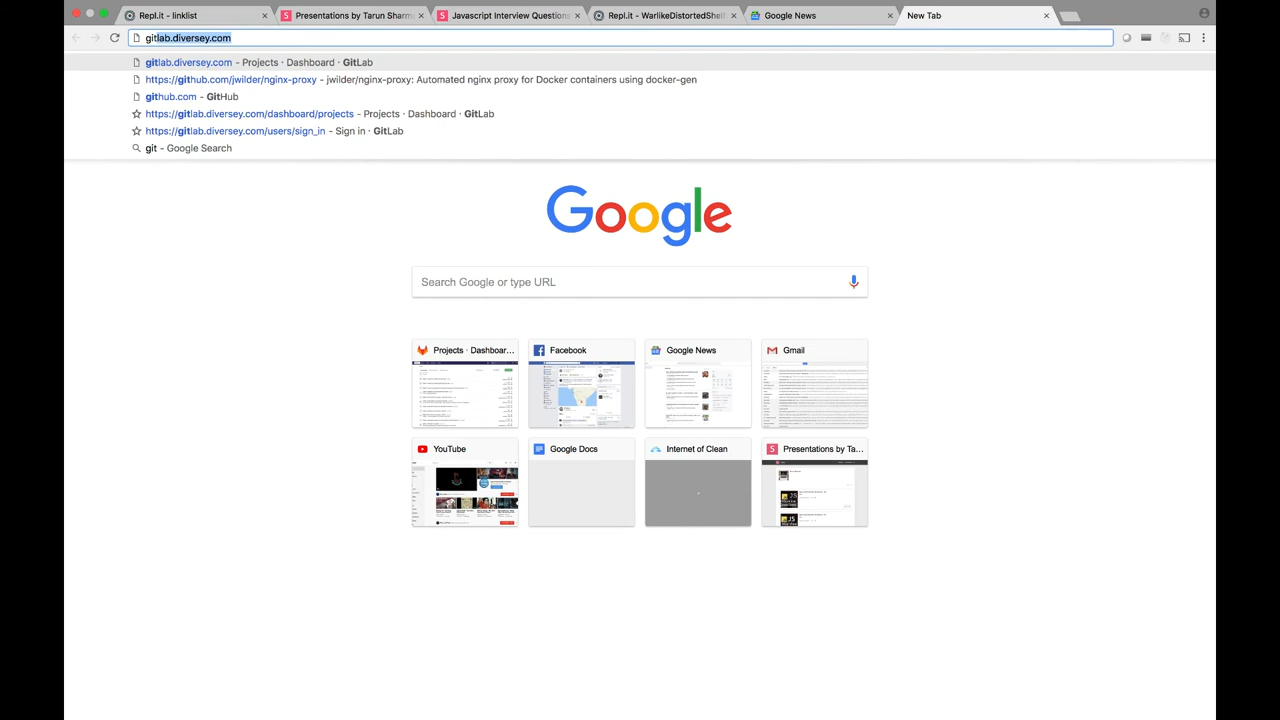 Repl.it - linklist
Presentations by Tarun Sharm
Javascript Interview Questions
Repl.it - WarlikeDistortedShell
Google News
New Tab
gitlab.diversey.com
gitlab.diversey.com - Projects · Dashboard · GitLab
https://github.com/jwilder/nginx-proxy - jwilder/nginx-proxy: Automated nginx proxy for Docker containers using docker-gen
github.com - GitHub
https://gitlab.diversey.com/dashboard/projects - Projects · Dashboard · GitLab
https://gitlab.diversey.com/users/sign_in - Sign in · GitLab
git - Google Search
Google
Search Google or type URL
Projects · Dashboar...
Facebook
Google News
Gmail
YouTube
Google Docs
Internet of Clean
Presentations by Ta...